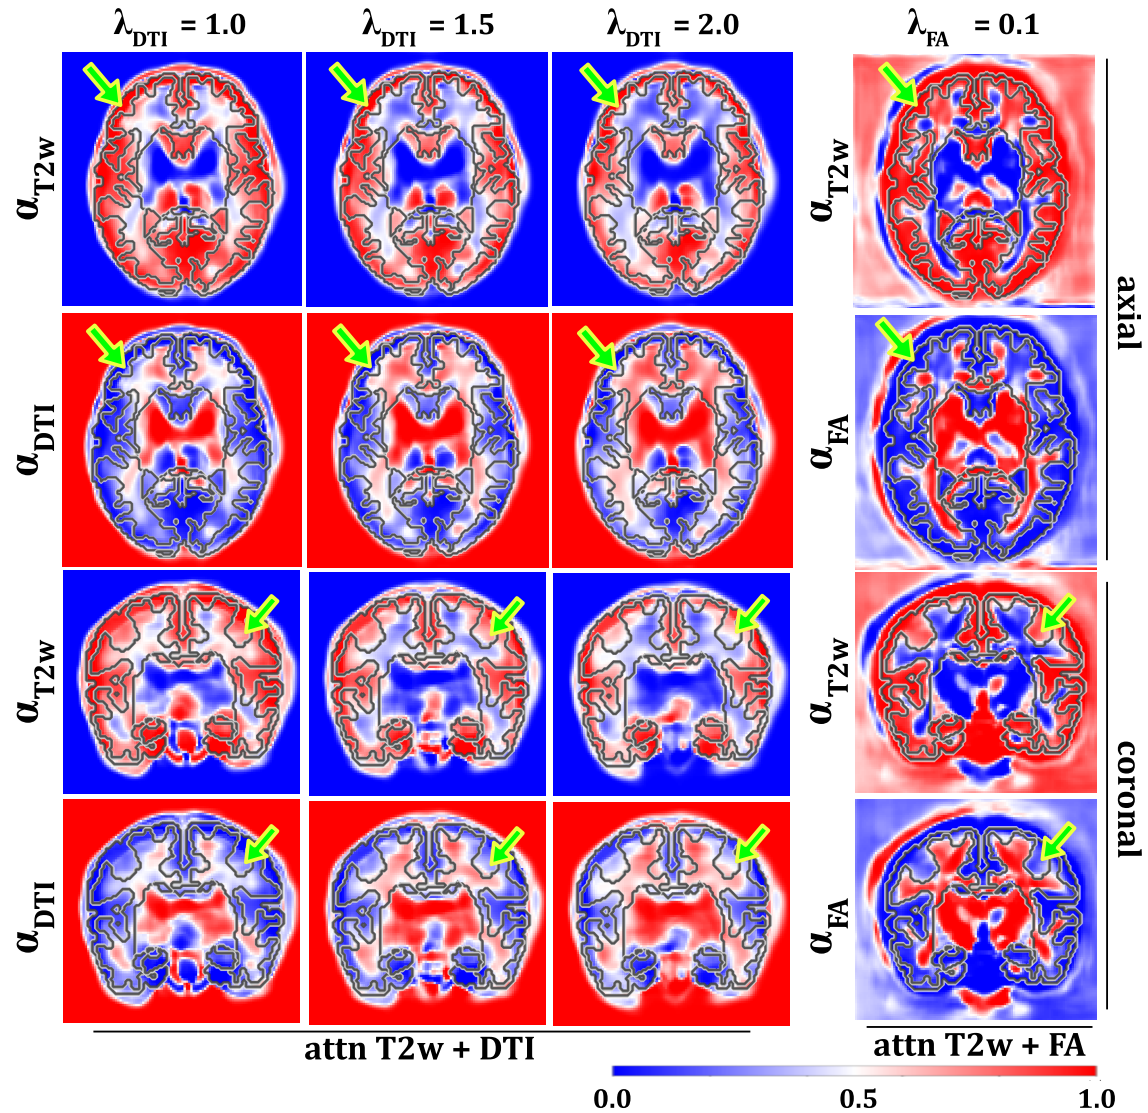 λDTI = 1.0 λDTI = 1.5 λDTI = 2.0 λFA = 0.1
αT2w αT2w
axial
αDTI αFA
αT2w αT2w
coronal
αDTI αFA
attn T2w + DTI attn T2w + FA
0.0 0.5 1.0